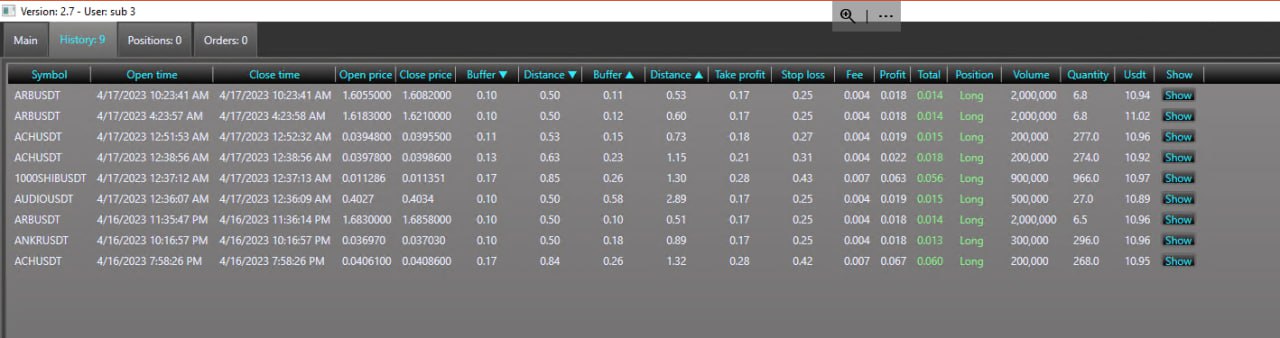 Version: 2.7 - User: sub 3
Main History: 9 Positions: 0 Orders: 0
Symbol Open time Close time Open price Close price Buffer ▼ Distance ▼ Buffer ▲ Distance ▲ Take profit Stop loss Fee Profit Total Position Volume Quantity Usdt Show
ARBUSDT 4/17/2023 10:23:41 AM 4/17/2023 10:23:41 AM 1.6055000 1.6082000 0.10 0.50 0.11 0.53 0.17 0.25 0.004 0.018 0.014 Long 2,000,000 6.8 10.94 Show
ARBUSDT 4/17/2023 4:23:57 AM 4/17/2023 4:23:58 AM 1.6183000 1.6210000 0.10 0.50 0.12 0.60 0.17 0.25 0.004 0.018 0.014 Long 2,000,000 6.8 11.02 Show
ACHUSDT 4/17/2023 12:51:53 AM 4/17/2023 12:52:32 AM 0.0394800 0.0395500 0.11 0.53 0.15 0.73 0.18 0.27 0.004 0.019 0.015 Long 200,000 277.0 10.96 Show
ACHUSDT 4/17/2023 12:38:56 AM 4/17/2023 12:38:56 AM 0.0397800 0.0398600 0.13 0.63 0.23 1.15 0.21 0.31 0.004 0.022 0.018 Long 200,000 274.0 10.92 Show
1000SHIBUSDT 4/17/2023 12:37:12 AM 4/17/2023 12:37:13 AM 0.011286 0.011351 0.17 0.85 0.26 1.30 0.28 0.43 0.007 0.063 0.056 Long 900,000 966.0 10.97 Show
AUDIOUSDT 4/17/2023 12:36:07 AM 4/17/2023 12:36:09 AM 0.4027 0.4034 0.10 0.50 0.58 2.89 0.17 0.25 0.004 0.019 0.015 Long 500,000 27.0 10.89 Show
ARBUSDT 4/16/2023 11:35:47 PM 4/16/2023 11:36:14 PM 1.6830000 1.6858000 0.10 0.50 0.10 0.51 0.17 0.25 0.004 0.018 0.014 Long 2,000,000 6.5 10.96 Show
ANKRUSDT 4/16/2023 10:16:57 PM 4/16/2023 10:16:57 PM 0.036970 0.037030 0.10 0.50 0.18 0.89 0.17 0.25 0.004 0.018 0.013 Long 300,000 296.0 10.96 Show
ACHUSDT 4/16/2023 7:58:26 PM 4/16/2023 7:58:26 PM 0.0406100 0.0408600 0.17 0.84 0.26 1.32 0.28 0.42 0.007 0.067 0.060 Long 200,000 268.0 10.95 Show